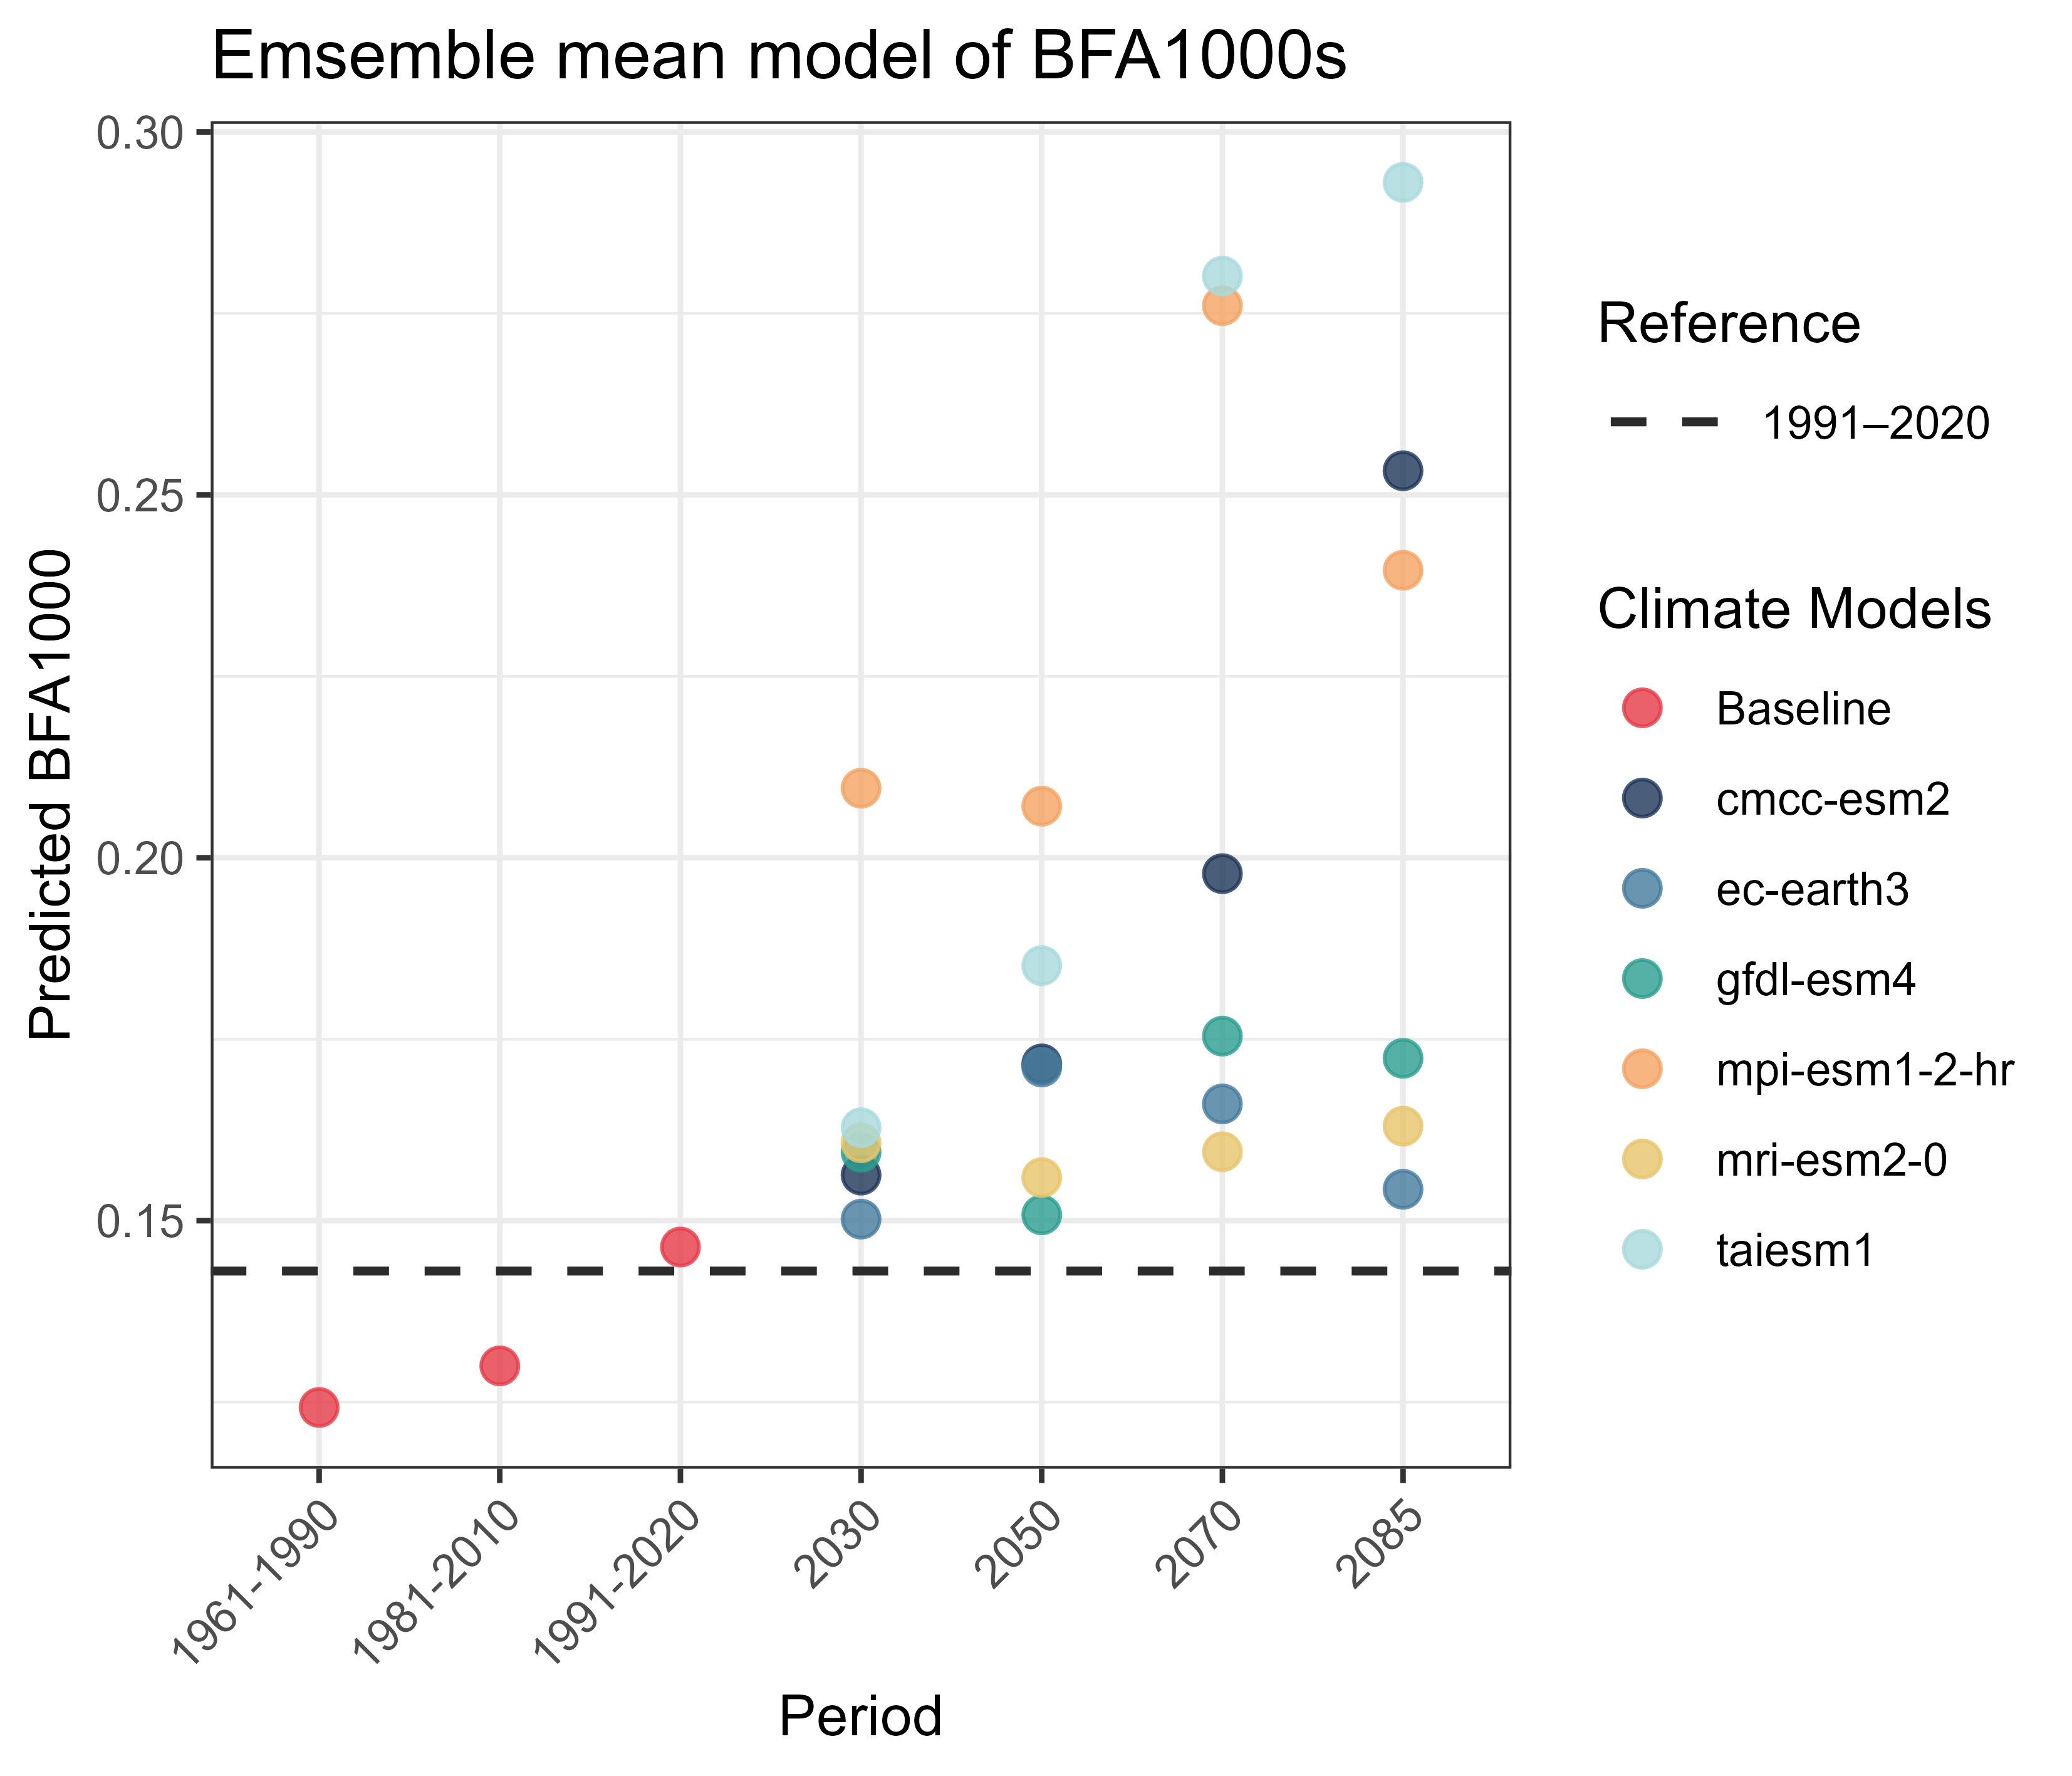 Emsemble mean model of BFA1000s
0.30
0.25
0.20
0.15
Predicted BFA1000
1961-1990
1981-2010
1991-2020
2030
2050
2070
2085
Period
Reference
1991–2020
Climate Models
Baseline
cmcc-esm2
ec-earth3
gfdl-esm4
mpi-esm1-2-hr
mri-esm2-0
taiesm1